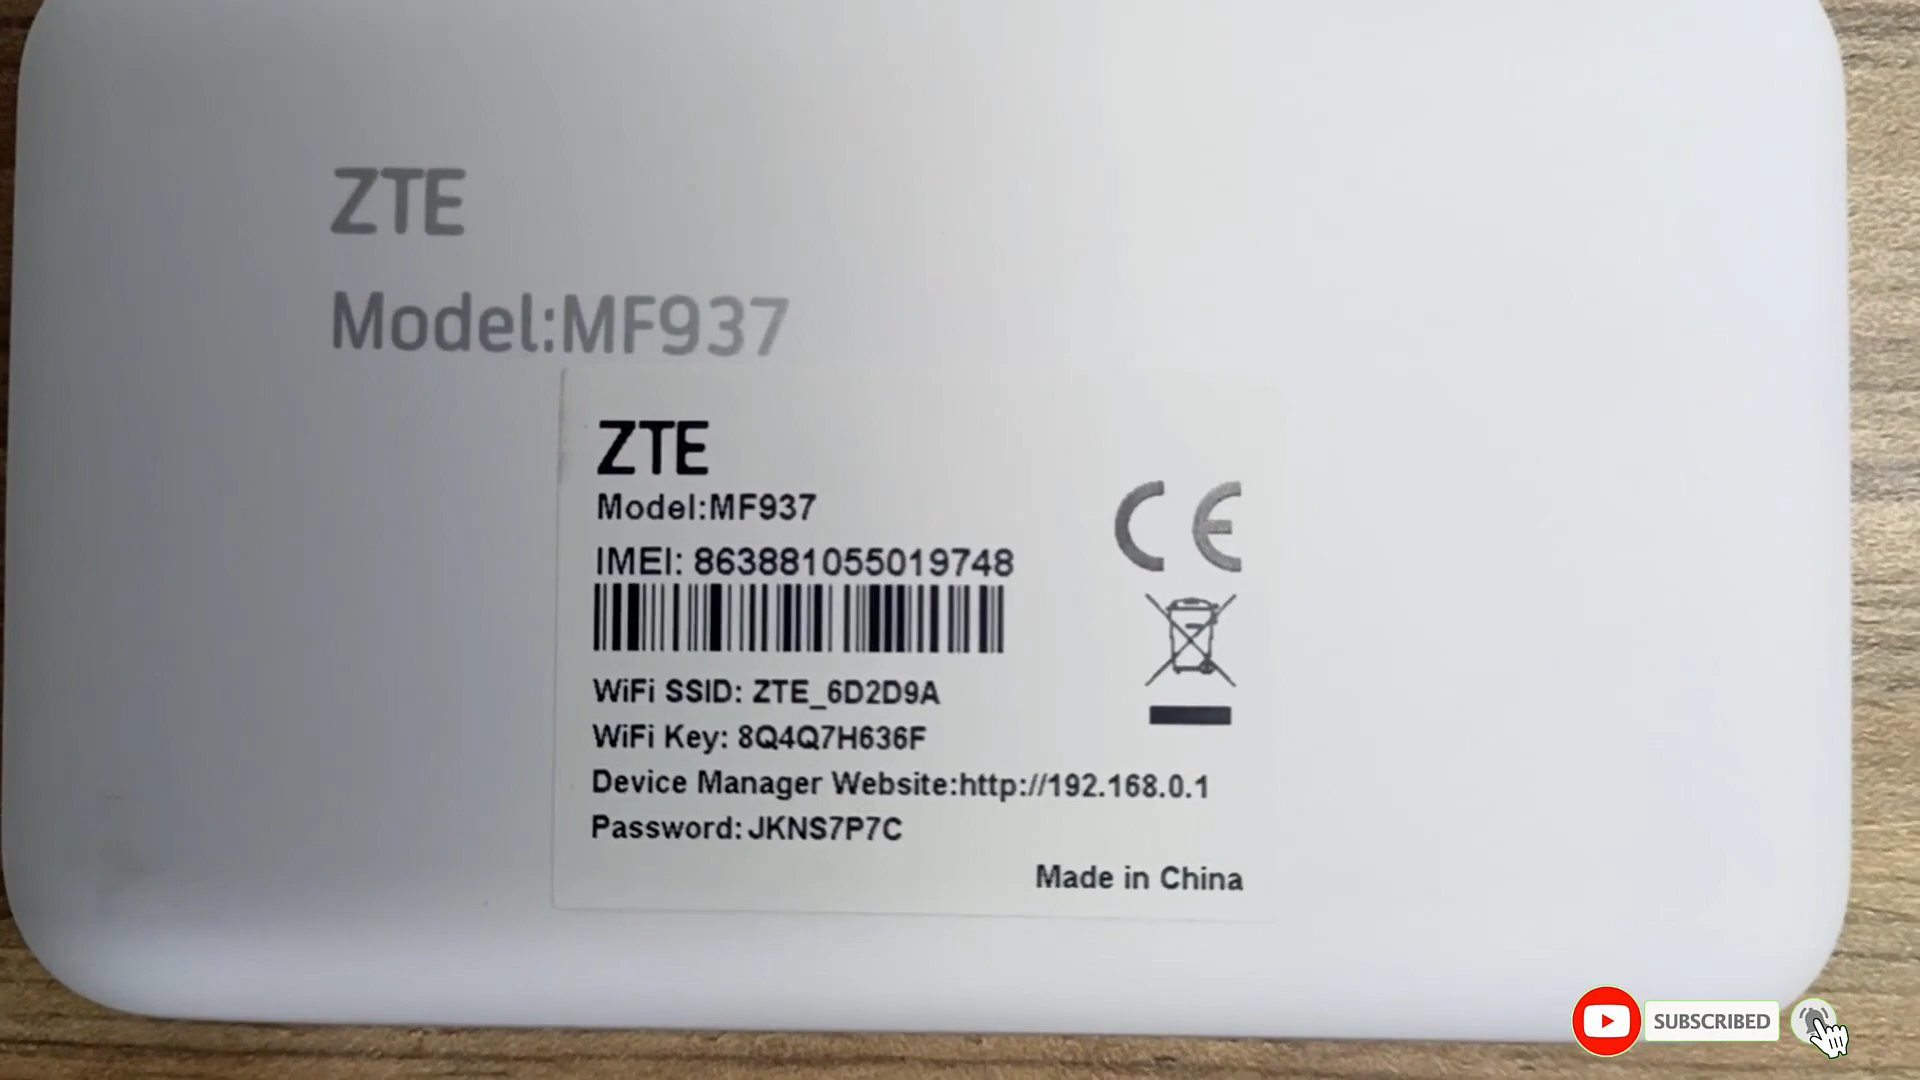 ZTE
Model:MF937
ZTE
Model:MF937
IMEI: 863881055019748
WiFi SSID: ZTE_6D2D9A
WiFi Key: 8Q4Q7H636F
Device Manager Website:http://192.168.0.1
Password:JKNS7P7C
Made in China
CE
SUBSCRIBED